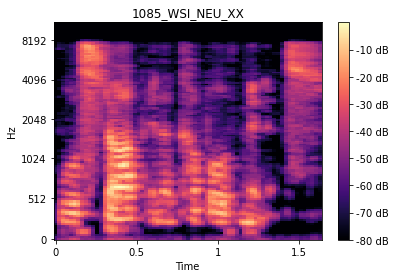 1085_WSI_NEU_XX
8192
4096
2048
1024
512
0
Hz
0
0.5
1
1.5
Time
-10 dB
-20 dB
-30 dB
-40 dB
-50 dB
-60 dB
-70 dB
-80 dB